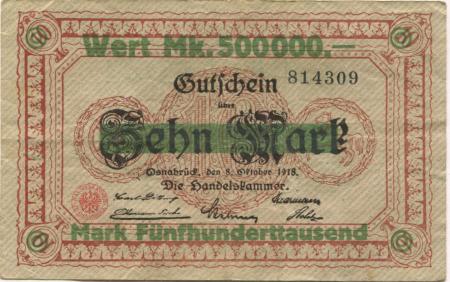 Wert Mk. 500000.—
Gutschein 814309
über
Zehn Mark
Osnabrück, den 8. Oktober 1918.
Die Handelskammer.
Mark Fünfhunderttausend